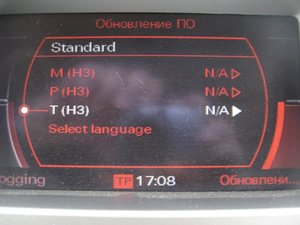 Обновление ПО
Standard
M (H3) N/A
P (H3) N/A
T (H3) N/A
Select language
ogging TP 17:08 Обновлени...